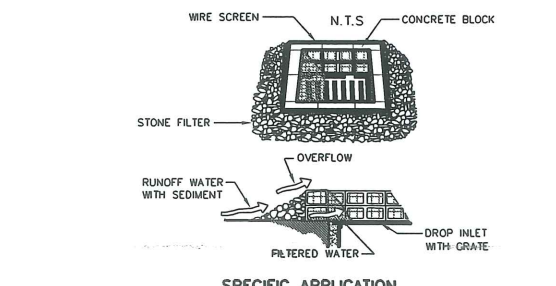 WIRE SCREEN
N.T.S
CONCRETE BLOCK
STONE FILTER
OVERFLOW
RUNOFF WATER
WITH SEDIMENT
DROP INLET
WITH GRATE
FILTERED WATER
SPECIFIC APPLICATION